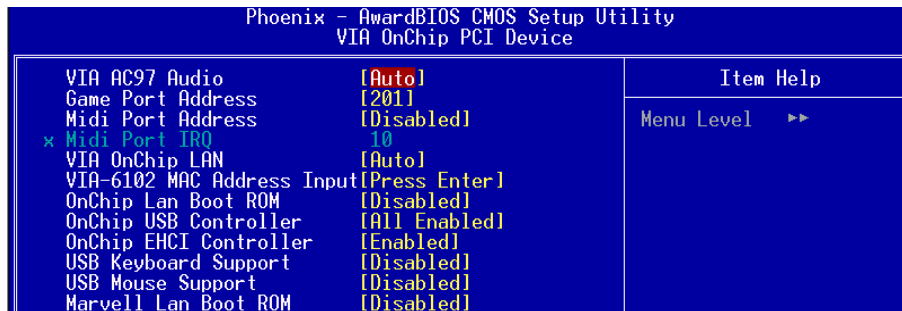 Phoenix - AwardBIOS CMOS Setup Utility
VIA OnChip PCI Device
VIA AC97 Audio [Auto]
Game Port Address [201]
Midi Port Address [Disabled]
x Midi Port IRQ 10
VIA OnChip LAN [Auto]
VIA-6102 MAC Address Input[Press Enter]
OnChip Lan Boot ROM [Disabled]
OnChip USB Controller [All Enabled]
OnChip EHCI Controller [Enabled]
USB Keyboard Support [Disabled]
USB Mouse Support [Disabled]
Marvell Lan Boot ROM [Disabled]
Item Help
Menu Level ▶▶